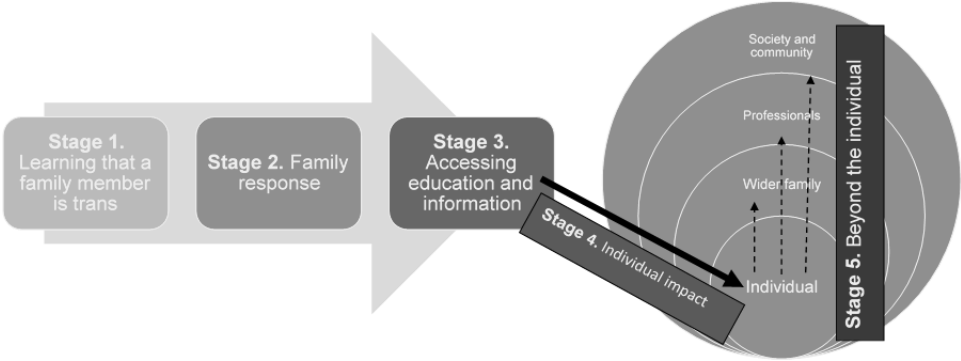 Stage 1.
Learning that a
family member
is trans
Stage 2. Family
response
Stage 3.
Accessing
education and
information
Stage 4. Individual impact
Society and
community
Professionals
Wider family
Individual
Stage 5. Beyond the individual